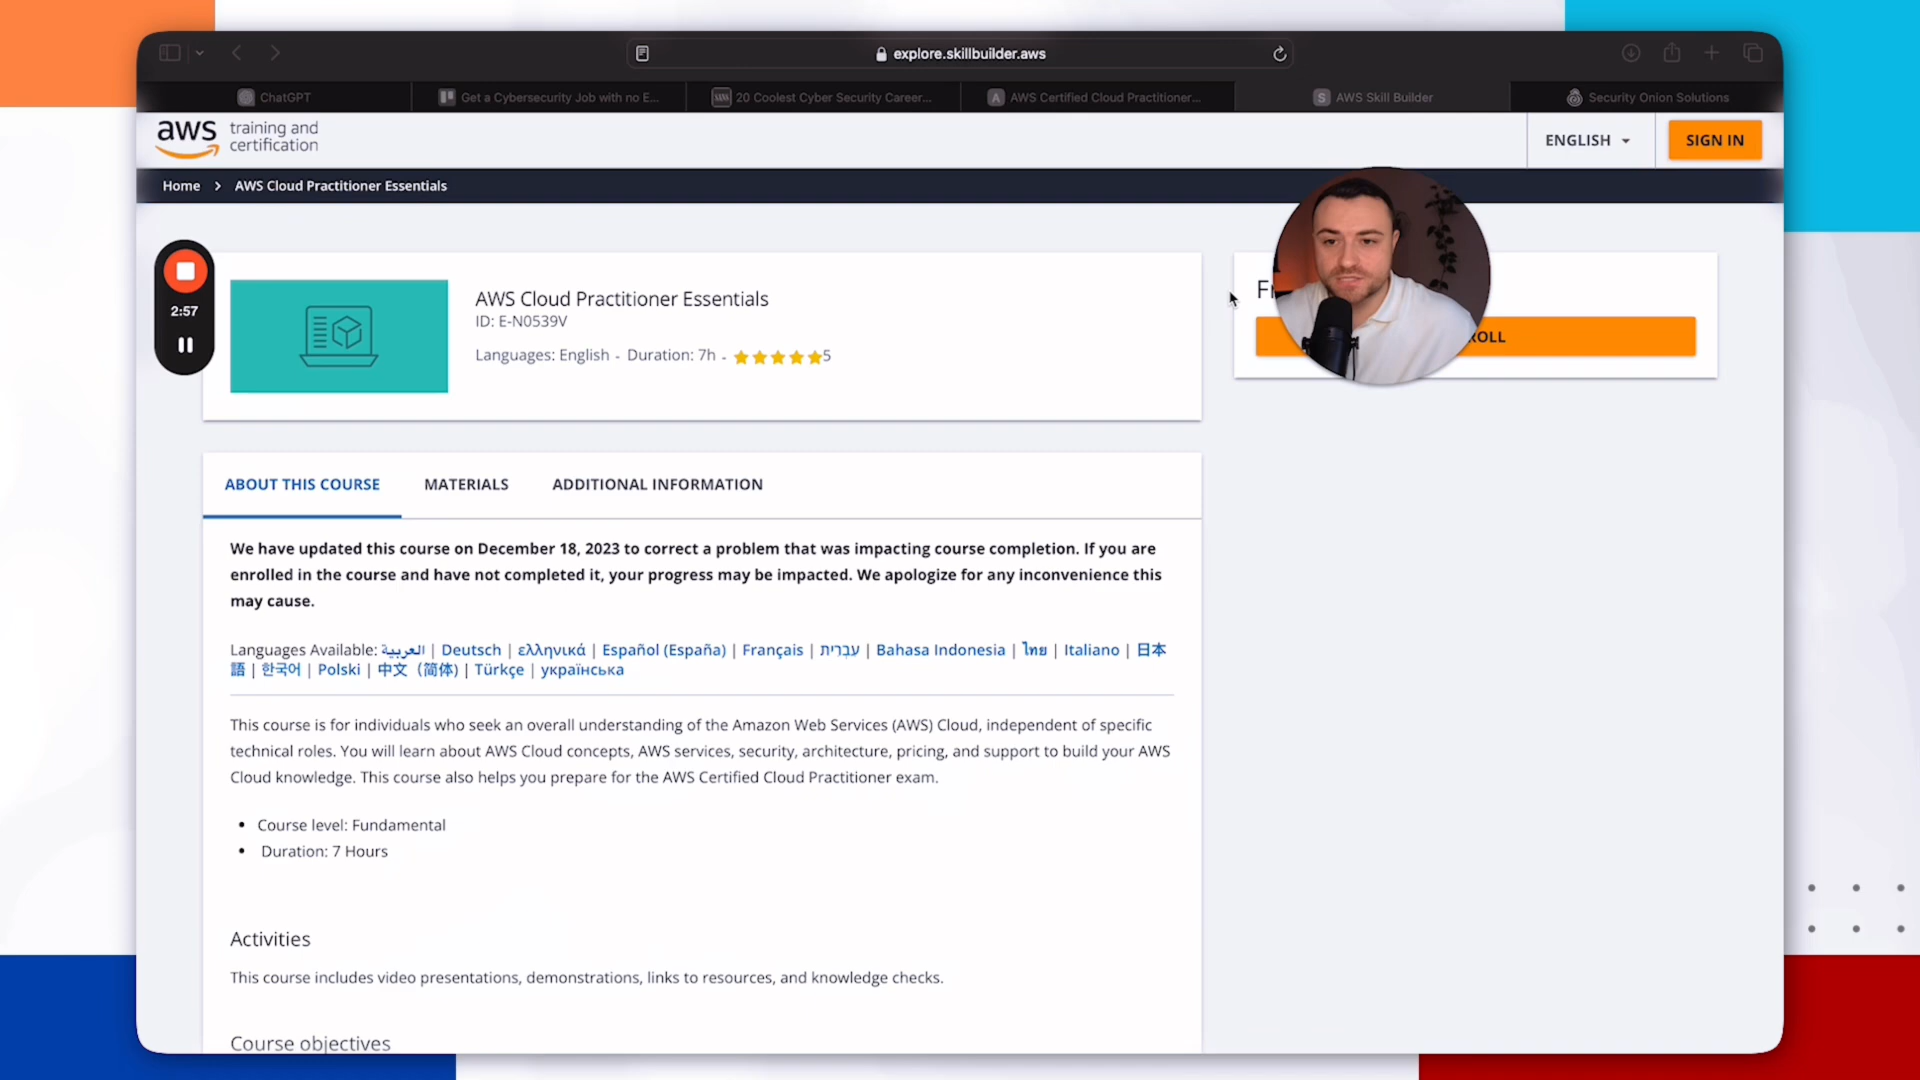 explore.skillbuilder.aws
ChatGPT
Get a Cybersecurity Job with no E...
20 Coolest Cyber Security Career...
AWS Certified Cloud Practitioner...
AWS Skill Builder
Security Onion Solutions
aws training and certification
ENGLISH
SIGN IN
Home > AWS Cloud Practitioner Essentials
2:57
AWS Cloud Practitioner Essentials
ID: E-N0539V
Languages: English - Duration: 7h - 5
ABOUT THIS COURSE
MATERIALS
ADDITIONAL INFORMATION
We have updated this course on December 18, 2023 to correct a problem that was impacting course completion. If you are
enrolled in the course and have not completed it, your progress may be impacted. We apologize for any inconvenience this
may cause.
Languages Available: العربية | Deutsch | ελληνικά | Español (España) | Français | עִבְרִית | Bahasa Indonesia | ไทย | Italiano | 日本
語 | 한국어 | Polski | 中文（简体) | Türkçe | українська
This course is for individuals who seek an overall understanding of the Amazon Web Services (AWS) Cloud, independent of specific
technical roles. You will learn about AWS Cloud concepts, AWS services, security, architecture, pricing, and support to build your AWS
Cloud knowledge. This course also helps you prepare for the AWS Certified Cloud Practitioner exam.
• Course level: Fundamental
• Duration: 7 Hours
Activities
This course includes video presentations, demonstrations, links to resources, and knowledge checks.
Course objectives